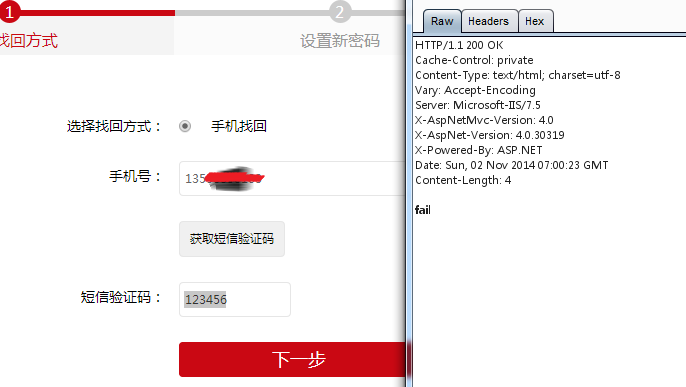 1
2
找回方式
设置新密码
选择找回方式：
手机找回
手机号：
135
获取短信验证码
短信验证码：
123456
下一步
Raw
Headers
Hex
HTTP/1.1 200 OK
Cache-Control: private
Content-Type: text/html; charset=utf-8
Vary: Accept-Encoding
Server: Microsoft-IIS/7.5
X-AspNetMvc-Version: 4.0
X-AspNet-Version: 4.0.30319
X-Powered-By: ASP.NET
Date: Sun, 02 Nov 2014 07:00:23 GMT
Content-Length: 4
fail